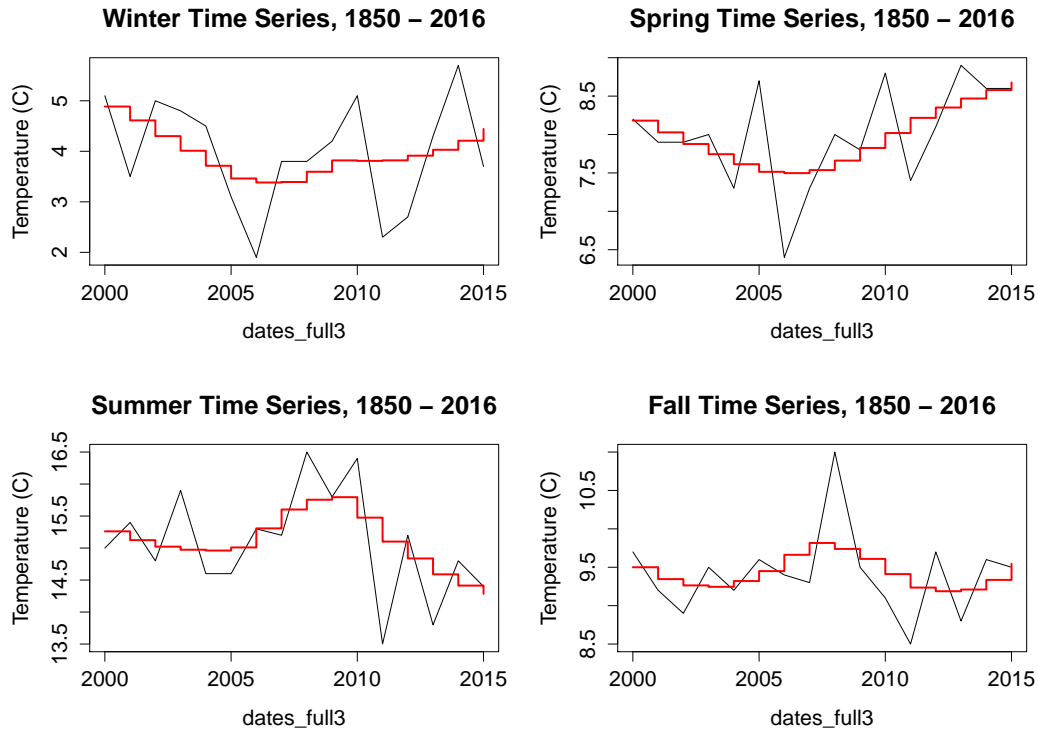 Winter Time Series, 1850 − 2016
Temperature (C)
5
4
3
2
2000 2005 2010 2015
dates_full3
Spring Time Series, 1850 − 2016
Temperature (C)
8.5
7.5
6.5
2000 2005 2010 2015
dates_full3
Summer Time Series, 1850 − 2016
Temperature (C)
16.5
15.5
14.5
13.5
2000 2005 2010 2015
dates_full3
Fall Time Series, 1850 − 2016
Temperature (C)
10.5
9.5
8.5
2000 2005 2010 2015
dates_full3